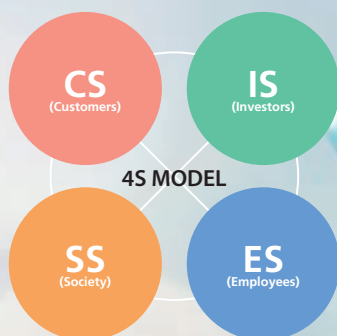 CS
(Customers)
IS
(Investors)
4S MODEL
SS
(Society)
ES
(Employees)